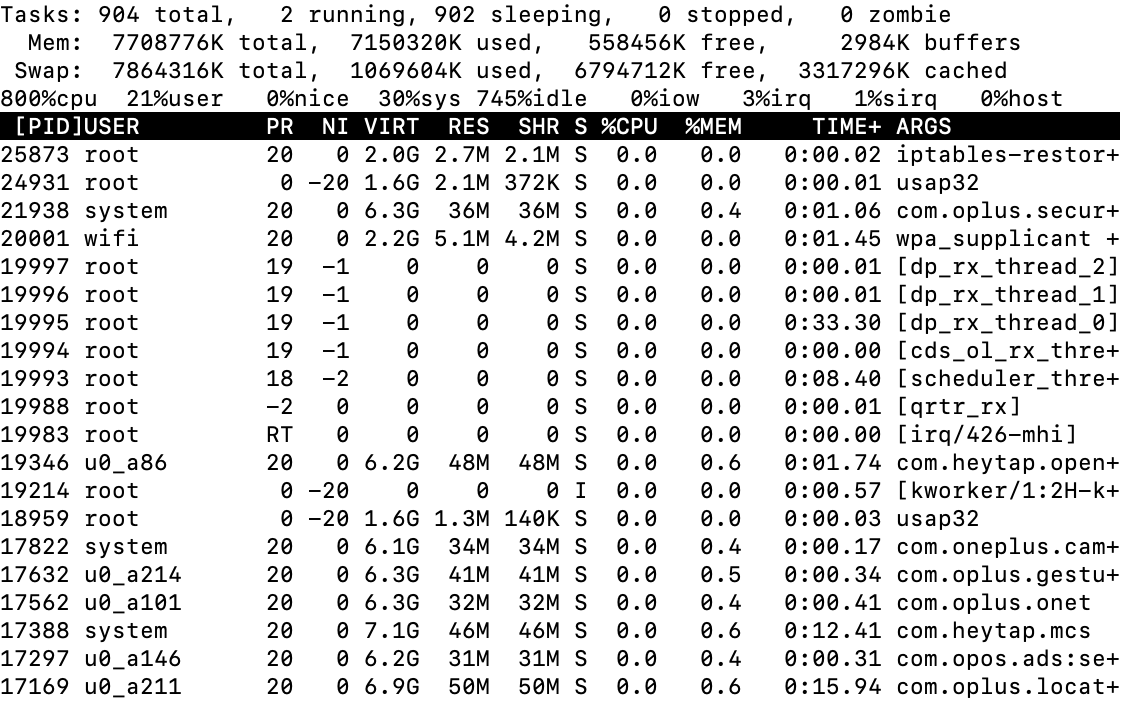 Tasks: 904 total,   2 running, 902 sleeping,   0 stopped,   0 zombie
  Mem:  7708776K total,  7150320K used,   558456K free,     2984K buffers
 Swap:  7864316K total,  1069604K used,  6794712K free,  3317296K cached
800%cpu  21%user   0%nice  30%sys 745%idle   0%iow   3%irq   1%sirq   0%host
 [PID]USER         PR  NI VIRT  RES  SHR S %CPU  %MEM     TIME+ ARGS
25873 root         20   0 2.0G 2.7M 2.1M S  0.0   0.0   0:00.02 iptables-restor+
24931 root          0 -20 1.6G 2.1M 372K S  0.0   0.0   0:00.01 usap32
21938 system       20   0 6.3G  36M  36M S  0.0   0.4   0:01.06 com.oplus.secur+
20001 wifi         20   0 2.2G 5.1M 4.2M S  0.0   0.0   0:01.45 wpa_supplicant +
19997 root         19  -1    0    0    0 S  0.0   0.0   0:00.01 [dp_rx_thread_2]
19996 root         19  -1    0    0    0 S  0.0   0.0   0:00.01 [dp_rx_thread_1]
19995 root         19  -1    0    0    0 S  0.0   0.0   0:33.30 [dp_rx_thread_0]
19994 root         19  -1    0    0    0 S  0.0   0.0   0:00.00 [cds_ol_rx_thre+
19993 root         18  -2    0    0    0 S  0.0   0.0   0:08.40 [scheduler_thre+
19988 root         -2   0    0    0    0 S  0.0   0.0   0:00.01 [qrtr_rx]
19983 root         RT   0    0    0    0 S  0.0   0.0   0:00.00 [irq/426-mhi]
19346 u0_a86       20   0 6.2G  48M  48M S  0.0   0.6   0:01.74 com.heytap.open+
19214 root          0 -20    0    0    0 I  0.0   0.0   0:00.57 [kworker/1:2H-k+
18959 root          0 -20 1.6G 1.3M 140K S  0.0   0.0   0:00.03 usap32
17822 system       20   0 6.1G  34M  34M S  0.0   0.4   0:00.17 com.oneplus.cam+
17632 u0_a214      20   0 6.3G  41M  41M S  0.0   0.5   0:00.34 com.oplus.gestu+
17562 u0_a101      20   0 6.3G  32M  32M S  0.0   0.4   0:00.41 com.oplus.onet
17388 system       20   0 7.1G  46M  46M S  0.0   0.6   0:12.41 com.heytap.mcs
17297 u0_a146      20   0 6.2G  31M  31M S  0.0   0.4   0:00.31 com.opos.ads:se+
17169 u0_a211      20   0 6.9G  50M  50M S  0.0   0.6   0:15.94 com.oplus.locat+